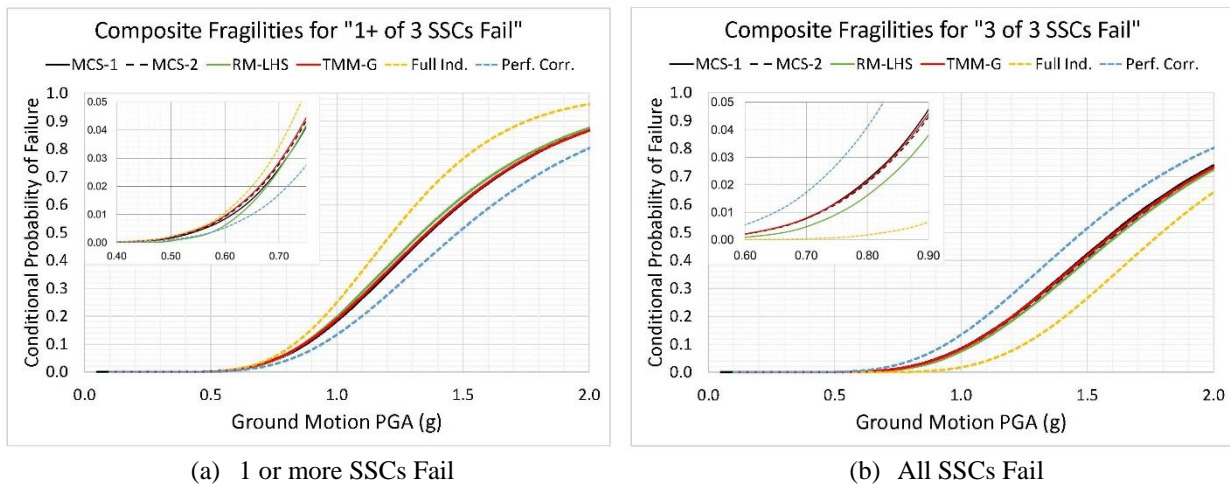 Composite Fragilities for "1+ of 3 SSCs Fail"
MCS-1 MCS-2 RM-LHS TMM-G Full Ind. Perf. Corr.
Conditional Probability of Failure
1.0
0.9
0.8
0.7
0.6
0.5
0.4
0.3
0.2
0.1
0.0
0.05
0.04
0.03
0.02
0.01
0.00
0.40 0.50 0.60 0.70
0.0 0.5 1.0 1.5 2.0
Ground Motion PGA (g)
(a) 1 or more SSCs Fail
Composite Fragilities for "3 of 3 SSCs Fail"
MCS-1 MCS-2 RM-LHS TMM-G Full Ind. Perf. Corr.
Conditional Probability of Failure
1.0
0.9
0.8
0.7
0.6
0.5
0.4
0.3
0.2
0.1
0.0
0.05
0.04
0.03
0.02
0.01
0.00
0.60 0.70 0.80 0.90
0.0 0.5 1.0 1.5 2.0
Ground Motion PGA (g)
(b) All SSCs Fail